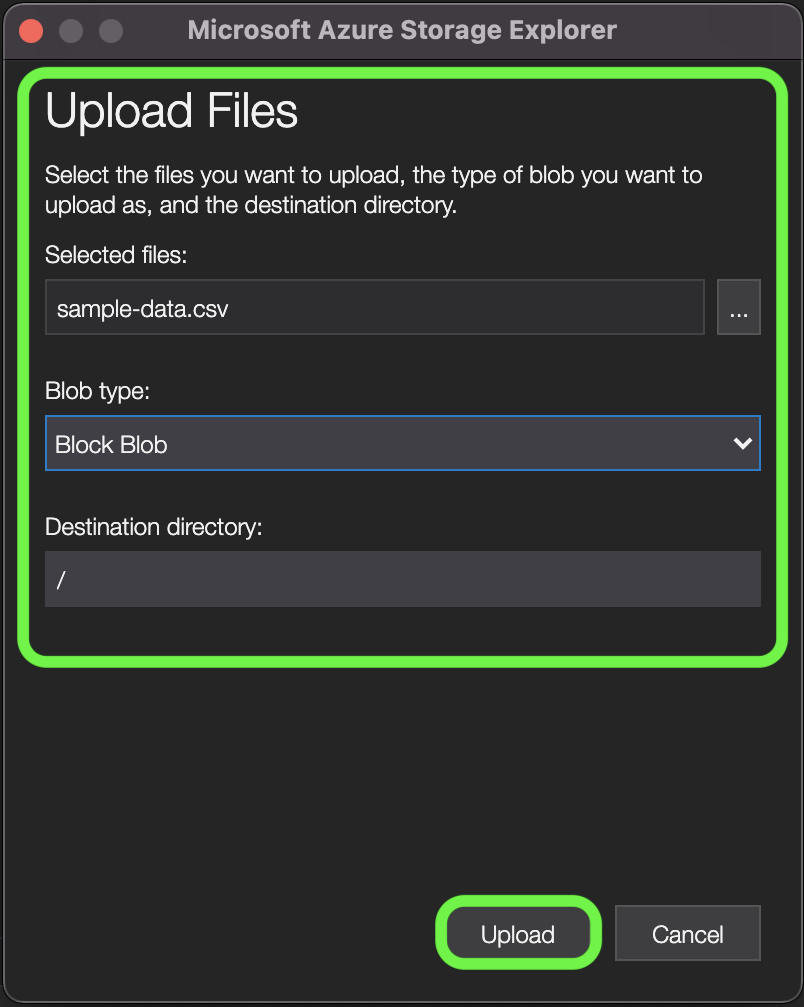 Microsoft Azure Storage Explorer
Upload Files
Select the files you want to upload, the type of blob you want to
upload as, and the destination directory.
Selected files:
sample-data.csv
...
Blob type:
Block Blob
Destination directory:
/
Upload
Cancel